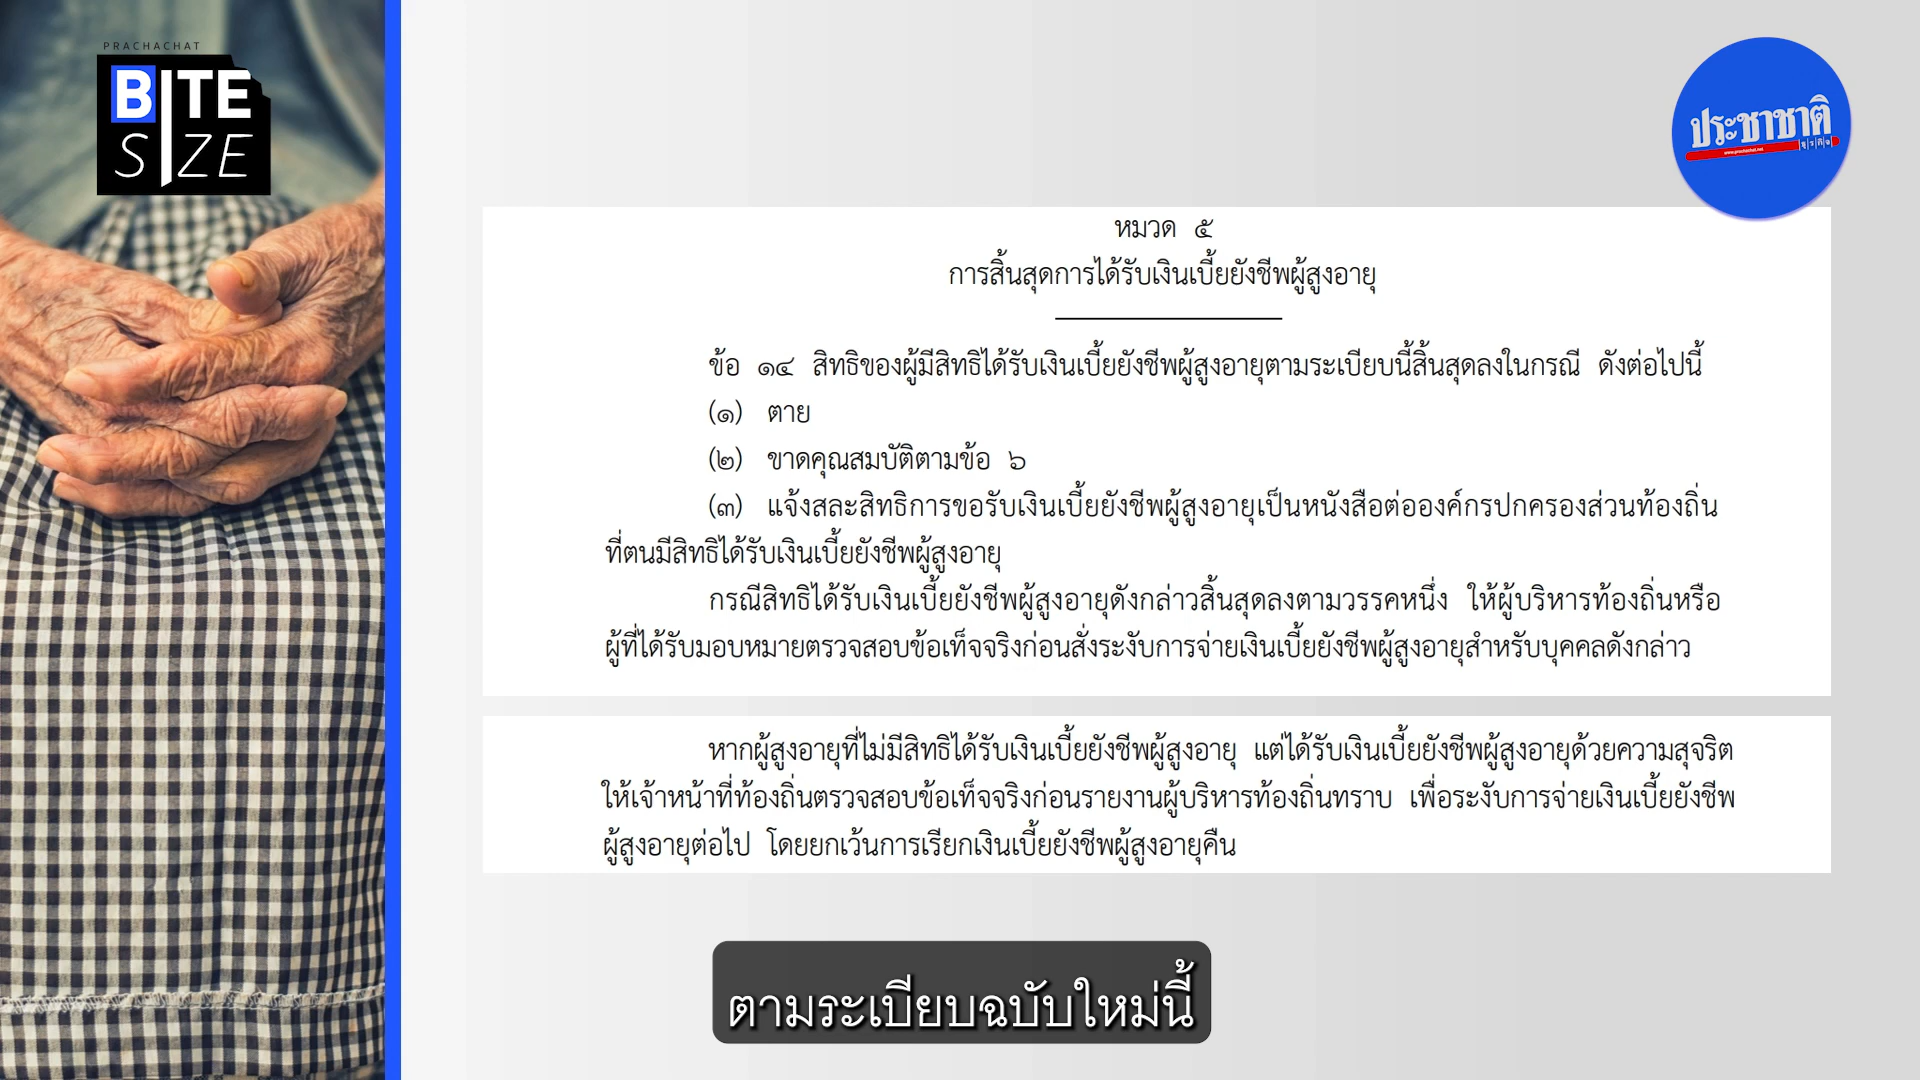 PRACHACHAT
BITE
SIZE
ประชาชาติ
ธุรกิจ
www.prachachat.net
หมวด ๕
การสิ้นสุดการได้รับเงินเบี้ยยังชีพผู้สูงอายุ
ข้อ ๑๔ สิทธิของผู้มีสิทธิได้รับเงินเบี้ยยังชีพผู้สูงอายุตามระเบียบนี้สิ้นสุดลงในกรณี ดังต่อไปนี้
(๑) ตาย
(๒) ขาดคุณสมบัติตามข้อ ๖
(๓) แจ้งสละสิทธิการขอรับเงินเบี้ยยังชีพผู้สูงอายุเป็นหนังสือต่อองค์กรปกครองส่วนท้องถิ่น
ที่ตนมีสิทธิได้รับเงินเบี้ยยังชีพผู้สูงอายุ
กรณีสิทธิได้รับเงินเบี้ยยังชีพผู้สูงอายุดังกล่าวสิ้นสุดลงตามวรรคหนึ่ง ให้ผู้บริหารท้องถิ่นหรือ
ผู้ที่ได้รับมอบหมายตรวจสอบข้อเท็จจริงก่อนสั่งระงับการจ่ายเงินเบี้ยยังชีพผู้สูงอายุสำหรับบุคคลดังกล่าว
หากผู้สูงอายุที่ไม่มีสิทธิได้รับเงินเบี้ยยังชีพผู้สูงอายุ แต่ได้รับเงินเบี้ยยังชีพผู้สูงอายุด้วยความสุจริต
ให้เจ้าหน้าที่ท้องถิ่นตรวจสอบข้อเท็จจริงก่อนรายงานผู้บริหารท้องถิ่นทราบ เพื่อระงับการจ่ายเงินเบี้ยยังชีพ
ผู้สูงอายุต่อไป โดยยกเว้นการเรียกเงินเบี้ยยังชีพผู้สูงอายุคืน
ตามระเบียบฉบับใหม่นี้